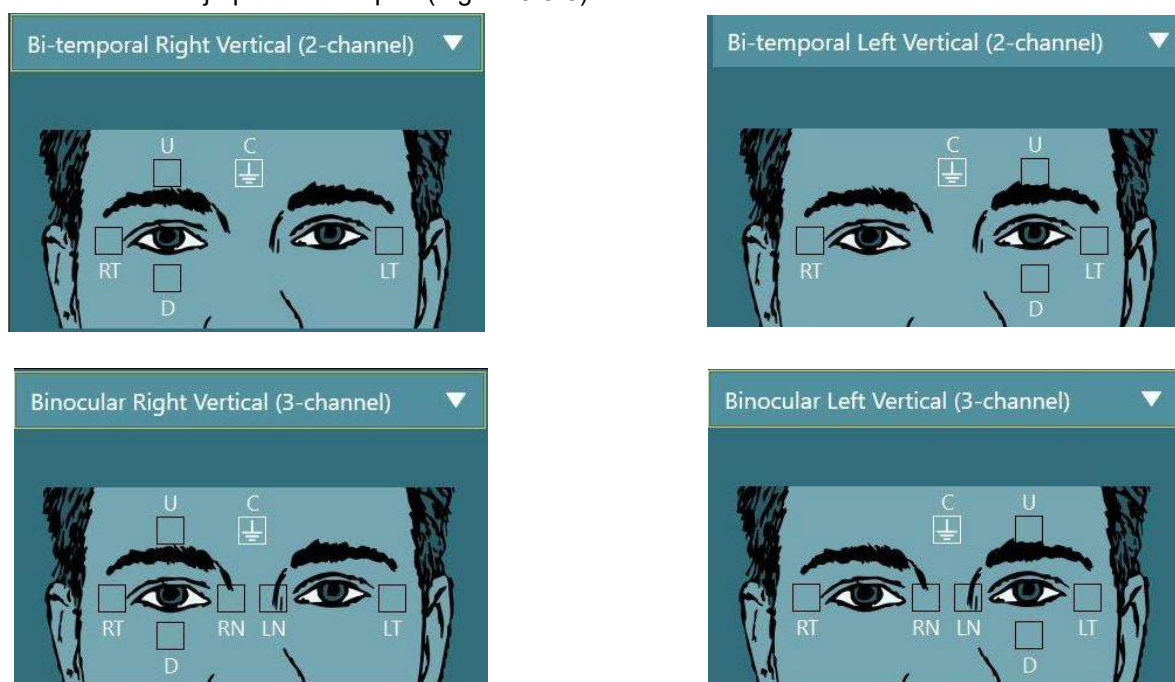 Bi-temporal Right Vertical (2-channel)
U C
RT LT
D
Bi-temporal Left Vertical (2-channel)
C U
RT LT
D
Binocular Right Vertical (3-channel)
U C
RT RN LN LT
D
Binocular Left Vertical (3-channel)
C U
RT RN LN LT
D